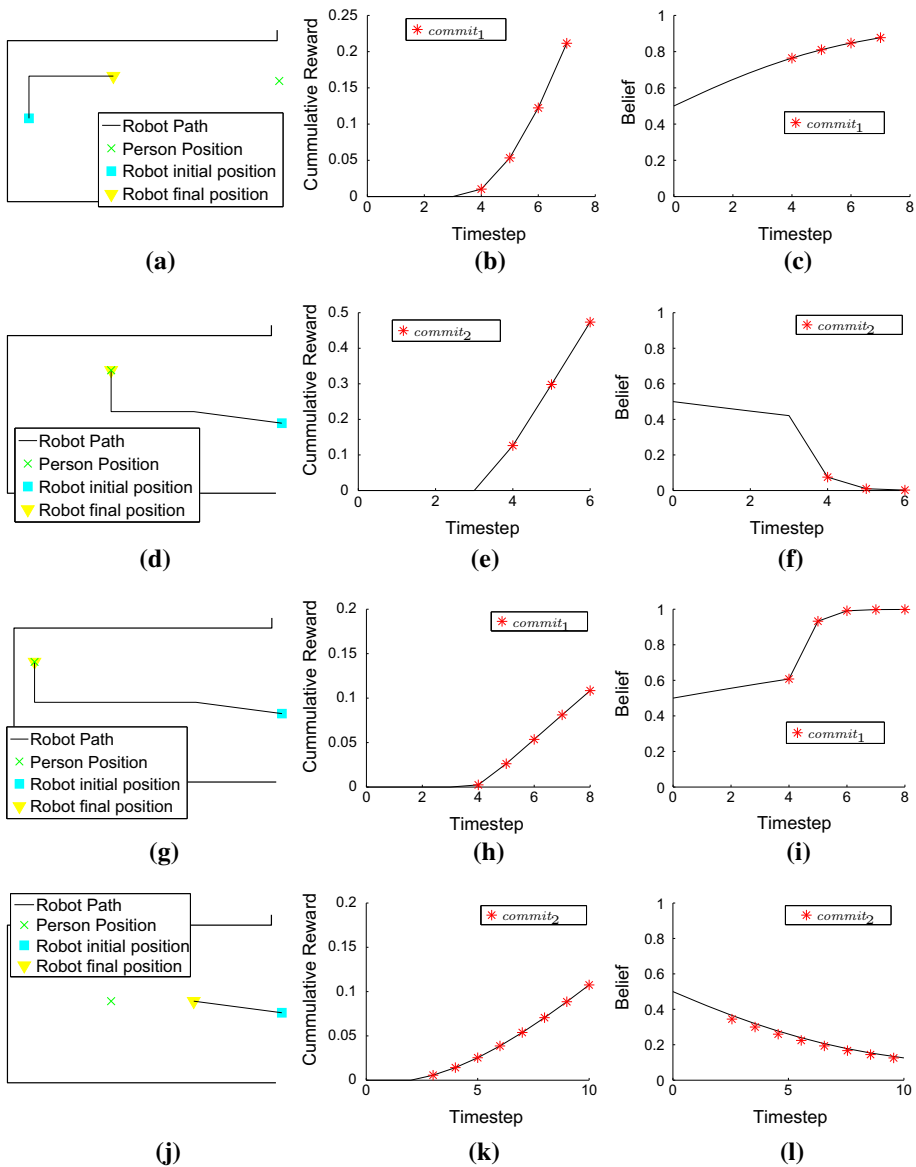 Robot Path
Person Position
Robot initial position
Robot final position
(a)
Cummulative Reward
0.25
0.2
0.15
0.1
0.05
0
0 2 4 6 8
Timestep
commit1
(b)
Belief
1
0.8
0.6
0.4
0.2
0
0 2 4 6 8
Timestep
commit1
(c)
Robot Path
Person Position
Robot initial position
Robot final position
(d)
Cummulative Reward
0.5
0.4
0.3
0.2
0.1
0
0 2 4 6
Timestep
commit2
(e)
Belief
1
0.8
0.6
0.4
0.2
0
0 2 4 6
Timestep
commit2
(f)
Robot Path
Person Position
Robot initial position
Robot final position
(g)
Cummulative Reward
0.2
0.15
0.1
0.05
0
0 2 4 6 8
Timestep
commit1
(h)
Belief
1
0.8
0.6
0.4
0.2
0
0 2 4 6 8
Timestep
commit1
(i)
Robot Path
Person Position
Robot initial position
Robot final position
(j)
Cummulative Reward
0.2
0.15
0.1
0.05
0
0 5 10
Timestep
commit2
(k)
Belief
1
0.8
0.6
0.4
0.2
0
0 5 10
Timestep
commit2
(l)